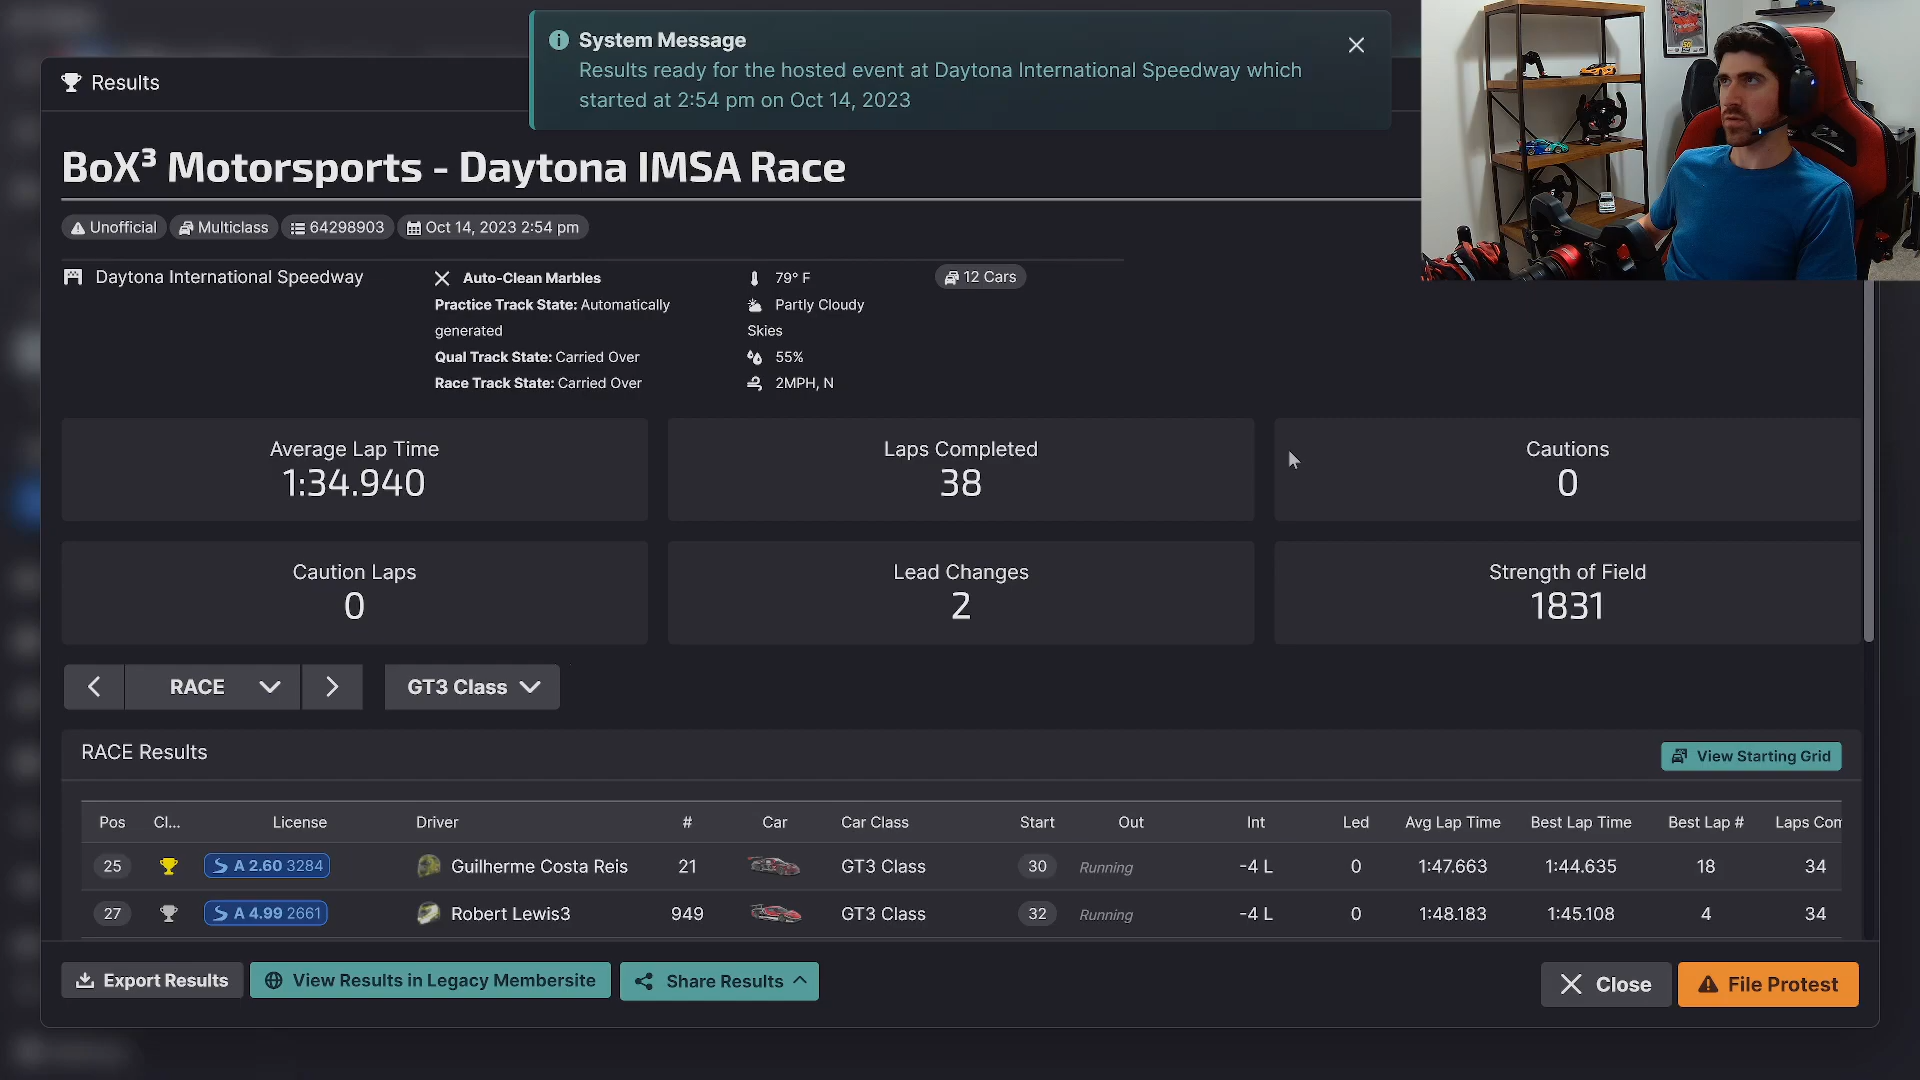 System Message
Results ready for the hosted event at Daytona International Speedway which
started at 2:54 pm on Oct 14, 2023
Results
BoX³ Motorsports - Daytona IMSA Race
Unofficial
Multiclass
64298903
Oct 14, 2023 2:54 pm
Daytona International Speedway
Auto-Clean Marbles
Practice Track State: Automatically
generated
Qual Track State: Carried Over
Race Track State: Carried Over
79° F
Partly Cloudy
Skies
55%
2MPH, N
12 Cars
Average Lap Time
1:34.940
Laps Completed
38
Cautions
0
Caution Laps
0
Lead Changes
2
Strength of Field
1831
RACE
GT3 Class
RACE Results
View Starting Grid
Pos Cl... License Driver # Car Car Class Start Out Int Led Avg Lap Time Best Lap Time Best Lap # Laps Com
25 A 2.60 3284 Guilherme Costa Reis 21 GT3 Class 30 Running -4 L 0 1:47.663 1:44.635 18 34
27 A 4.99 2661 Robert Lewis3 949 GT3 Class 32 Running -4 L 0 1:48.183 1:45.108 4 34
Export Results
View Results in Legacy Membersite
Share Results
Close
File Protest